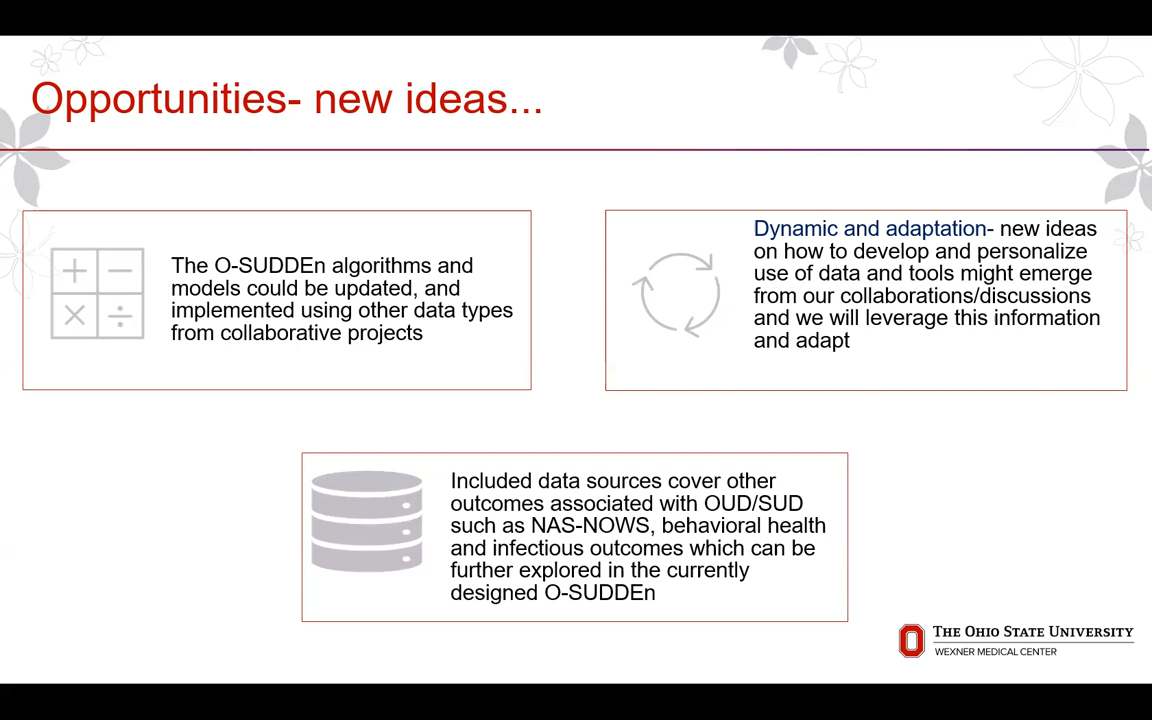 Opportunities- new ideas...
The O-SUDDEn algorithms and
models could be updated, and
implemented using other data types
from collaborative projects
Dynamic and adaptation- new ideas
on how to develop and personalize
use of data and tools might emerge
from our collaborations/discussions
and we will leverage this information
and adapt
Included data sources cover other
outcomes associated with OUD/SUD
such as NAS-NOWS, behavioral health
and infectious outcomes which can be
further explored in the currently
designed O-SUDDEn
THE OHIO STATE UNIVERSITY
WEXNER MEDICAL CENTER